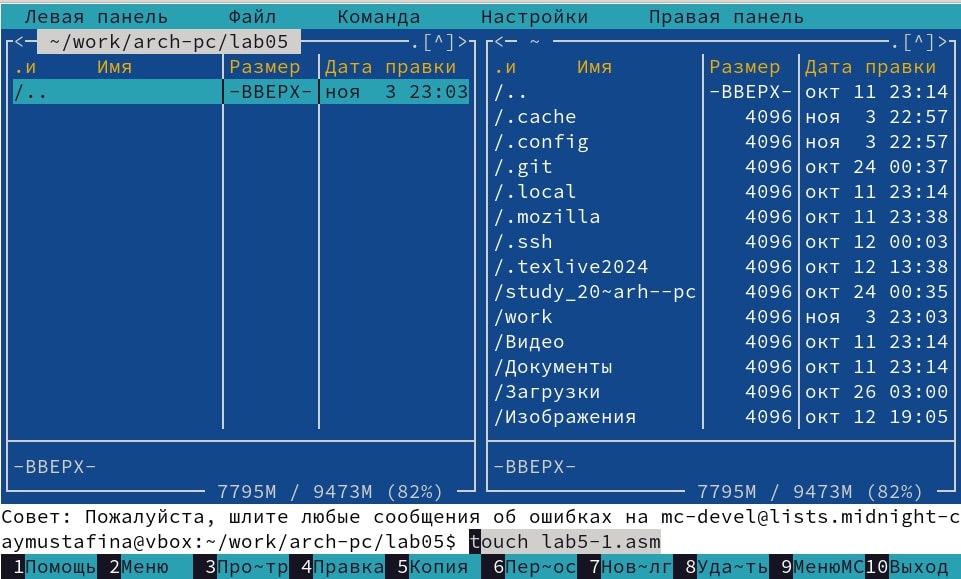 Левая панель Файл Команда Настройки Правая панель
<─ ~/work/arch-pc/lab05 .[^]> <─ ~ .[^]>
.и Имя Размер Дата правки .и Имя Размер Дата правки
/.. -ВВЕРХ- ноя 3 23:03 /.. -ВВЕРХ- окт 11 23:14
/.cache 4096 ноя 3 22:57
/.config 4096 ноя 3 22:57
/.git 4096 окт 24 00:37
/.local 4096 окт 11 23:14
/.mozilla 4096 окт 11 23:38
/.ssh 4096 окт 12 00:03
/.texlive2024 4096 окт 12 13:38
/study_20~arh--pc 4096 окт 24 00:35
/work 4096 ноя 3 23:03
/Видео 4096 окт 11 23:14
/Документы 4096 окт 11 23:14
/Загрузки 4096 окт 26 03:00
/Изображения 4096 окт 12 19:05
-ВВЕРХ- -ВВЕРХ-
7795M / 9473M (82%) 7795M / 9473M (82%)
Совет: Пожалуйста, шлите любые сообщения об ошибках на mc-devel@lists.midnight-c
aymustafina@vbox:~/work/arch-pc/lab05$ touch lab5-1.asm
1Помощь 2Меню 3Про~тр 4Правка 5Копия 6Пер~ос 7Нов~лг 8Уда~ть 9МенюMC 10Выход